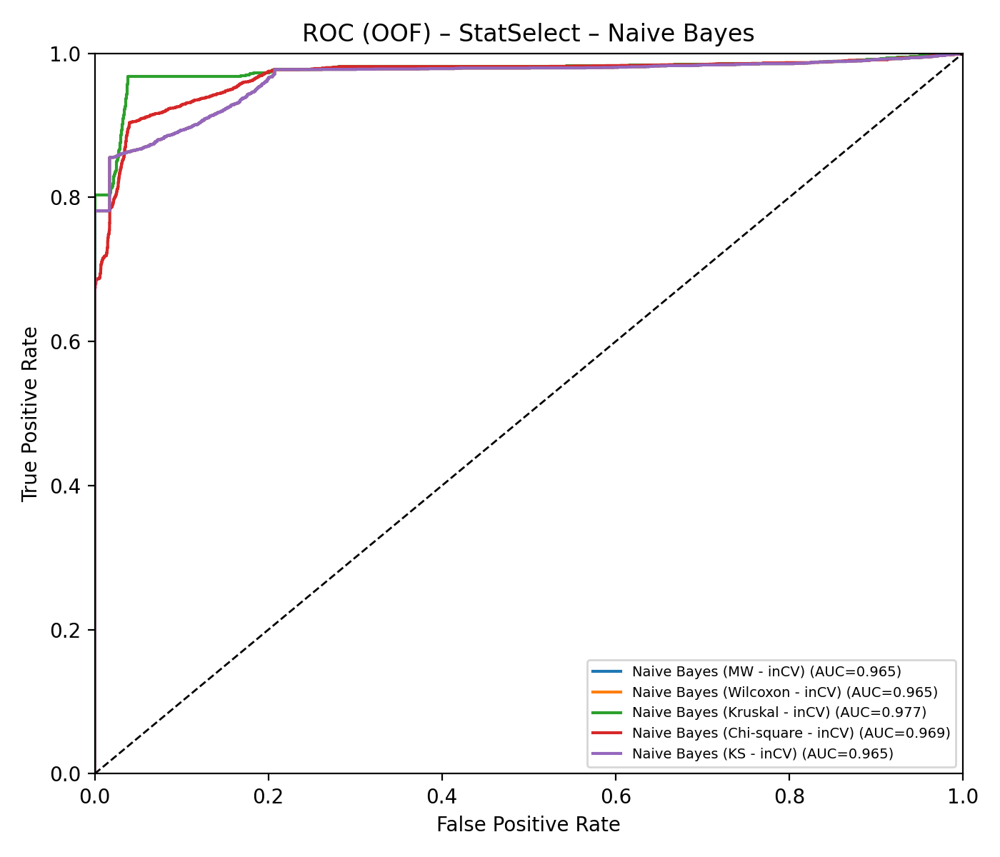 ROC (OOF) – StatSelect – Naive Bayes
1.0
0.8
0.6
0.4
0.2
0.0
True Positive Rate
Naive Bayes (MW - inCV) (AUC=0.965)
Naive Bayes (Wilcoxon - inCV) (AUC=0.965)
Naive Bayes (Kruskal - inCV) (AUC=0.977)
Naive Bayes (Chi-square - inCV) (AUC=0.969)
Naive Bayes (KS - inCV) (AUC=0.965)
0.0 0.2 0.4 0.6 0.8 1.0
False Positive Rate